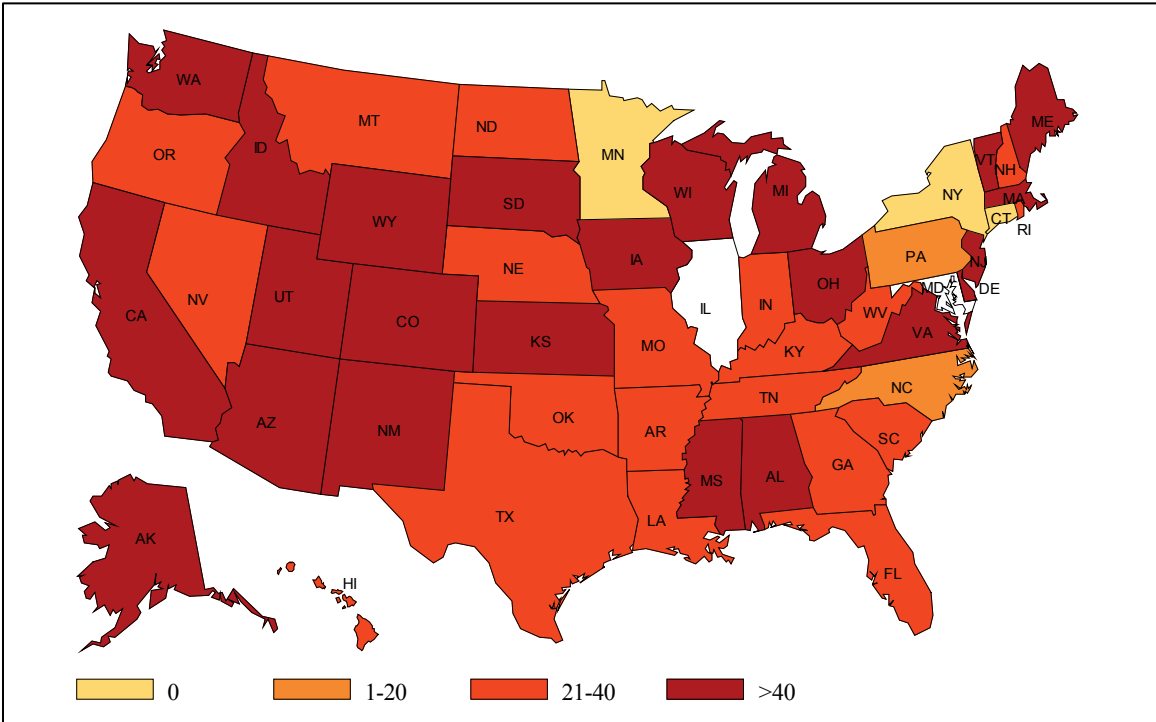 WA
MT
ND
MN
ME
OR
ID
VT
NH
WI
MI
NY
MA
SD
WY
CT
RI
PA
IA
NE
NJ
OH
MD
DE
NV
UT
IL
IN
WV
CA
CO
VA
KS
MO
KY
NC
TN
OK
AZ
NM
AR
SC
GA
MS
AL
TX
LA
AK
FL
HI
0
1-20
21-40
>40